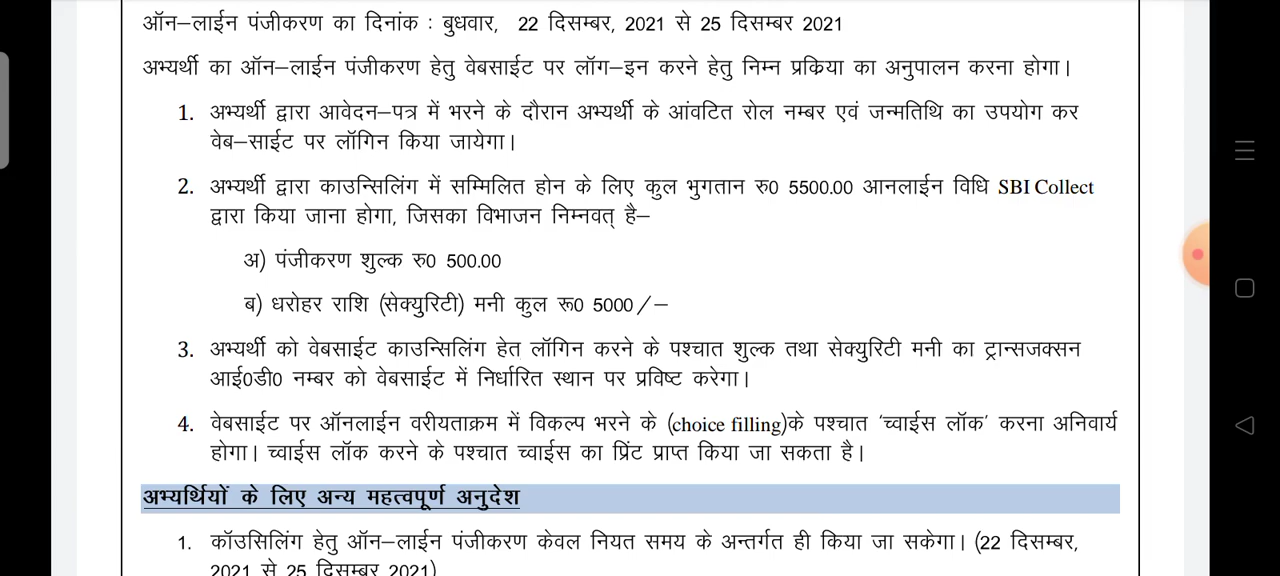 ऑन–लाईन पंजीकरण का दिनांक : बुधवार, 22 दिसम्बर, 2021 से 25 दिसम्बर 2021
अभ्यर्थी का ऑन–लाईन पंजीकरण हेतु वेबसाईट पर लॉग–इन करने हेतु निम्न प्रकिया का अनुपालन करना होगा।
1. अभ्यर्थी द्वारा आवेदन–पत्र में भरने के दौरान अभ्यर्थी के आंवटित रोल नम्बर एवं जन्मतिथि का उपयोग कर
वेब–साईट पर लॉगिन किया जायेगा।
2. अभ्यर्थी द्वारा काउन्सिलिंग में सम्मिलित होन के लिए कुल भुगतान रु0 5500.00 आनलाईन विधि SBI Collect
द्वारा किया जाना होगा, जिसका विभाजन निम्नवत् है–
अ) पंजीकरण शुल्क रु0 500.00
ब) धरोहर राशि (सेक्युरिटी) मनी कुल रू0 5000/–
3. अभ्यर्थी को वेबसाईट काउन्सिलिंग हेत लॉगिन करने के पश्चात शुल्क तथा सेक्युरिटी मनी का ट्रान्सजक्सन
आई0डी0 नम्बर को वेबसाईट में निर्धारित स्थान पर प्रविष्ट करेगा।
4. वेबसाईट पर ऑनलाईन वरीयताक्रम में विकल्प भरने के (choice filling)के पश्चात 'च्वाईस लॉक' करना अनिवार्य
होगा। च्वाईस लॉक करने के पश्चात च्वाईस का प्रिंट प्राप्त किया जा सकता है।
अभ्यर्थियों के लिए अन्य महत्वपूर्ण अनुदेश
1. कॉउसिलिंग हेतु ऑन–लाईन पंजीकरण केवल नियत समय के अन्तर्गत ही किया जा सकेगा। (22 दिसम्बर,
2021 से 25 दिसम्बर 2021)